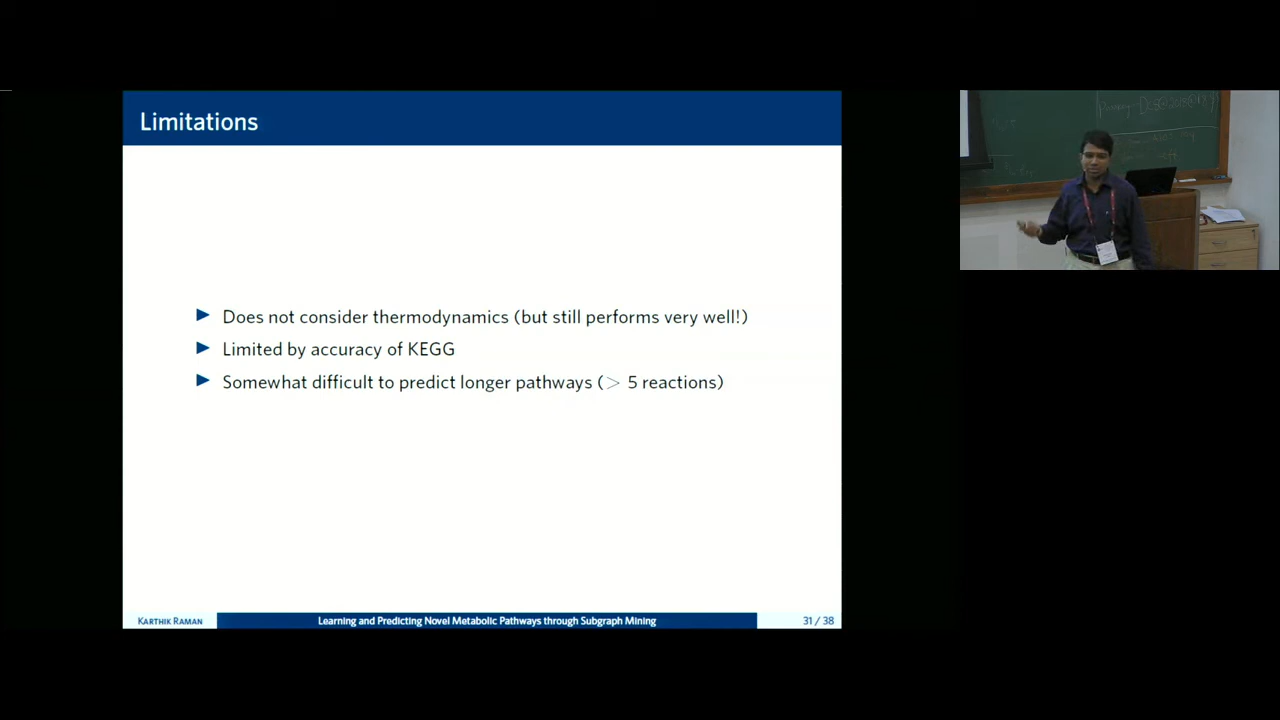 Limitations
▶ Does not consider thermodynamics (but still performs very well!)
▶ Limited by accuracy of KEGG
▶ Somewhat difficult to predict longer pathways (> 5 reactions)
KARTHIK RAMAN
Learning and Predicting Novel Metabolic Pathways through Subgraph Mining
31 / 38